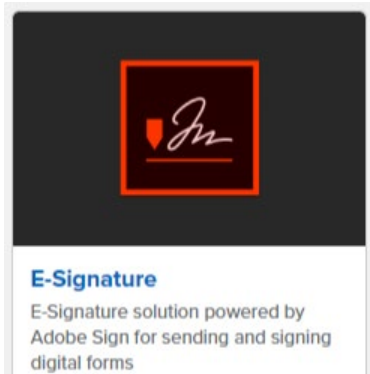 E-Signature
E-Signature solution powered by
Adobe Sign for sending and signing
digital forms